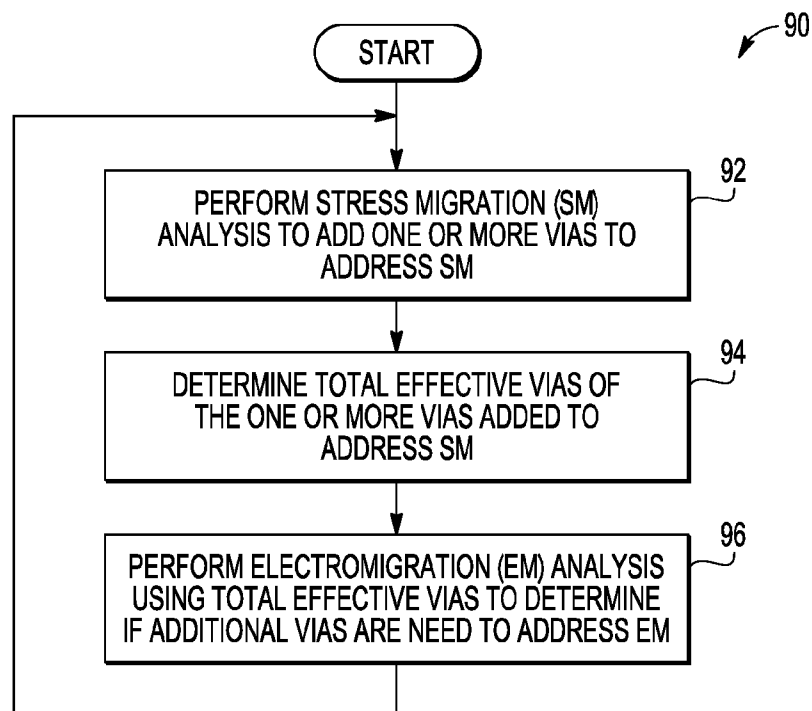 90
START
92
PERFORM STRESS MIGRATION (SM)
ANALYSIS TO ADD ONE OR MORE VIAS TO
ADDRESS SM
94
DETERMINE TOTAL EFFECTIVE VIAS OF
THE ONE OR MORE VIAS ADDED TO
ADDRESS SM
96
PERFORM ELECTROMIGRATION (EM) ANALYSIS
USING TOTAL EFFECTIVE VIAS TO DETERMINE
IF ADDITIONAL VIAS ARE NEED TO ADDRESS EM